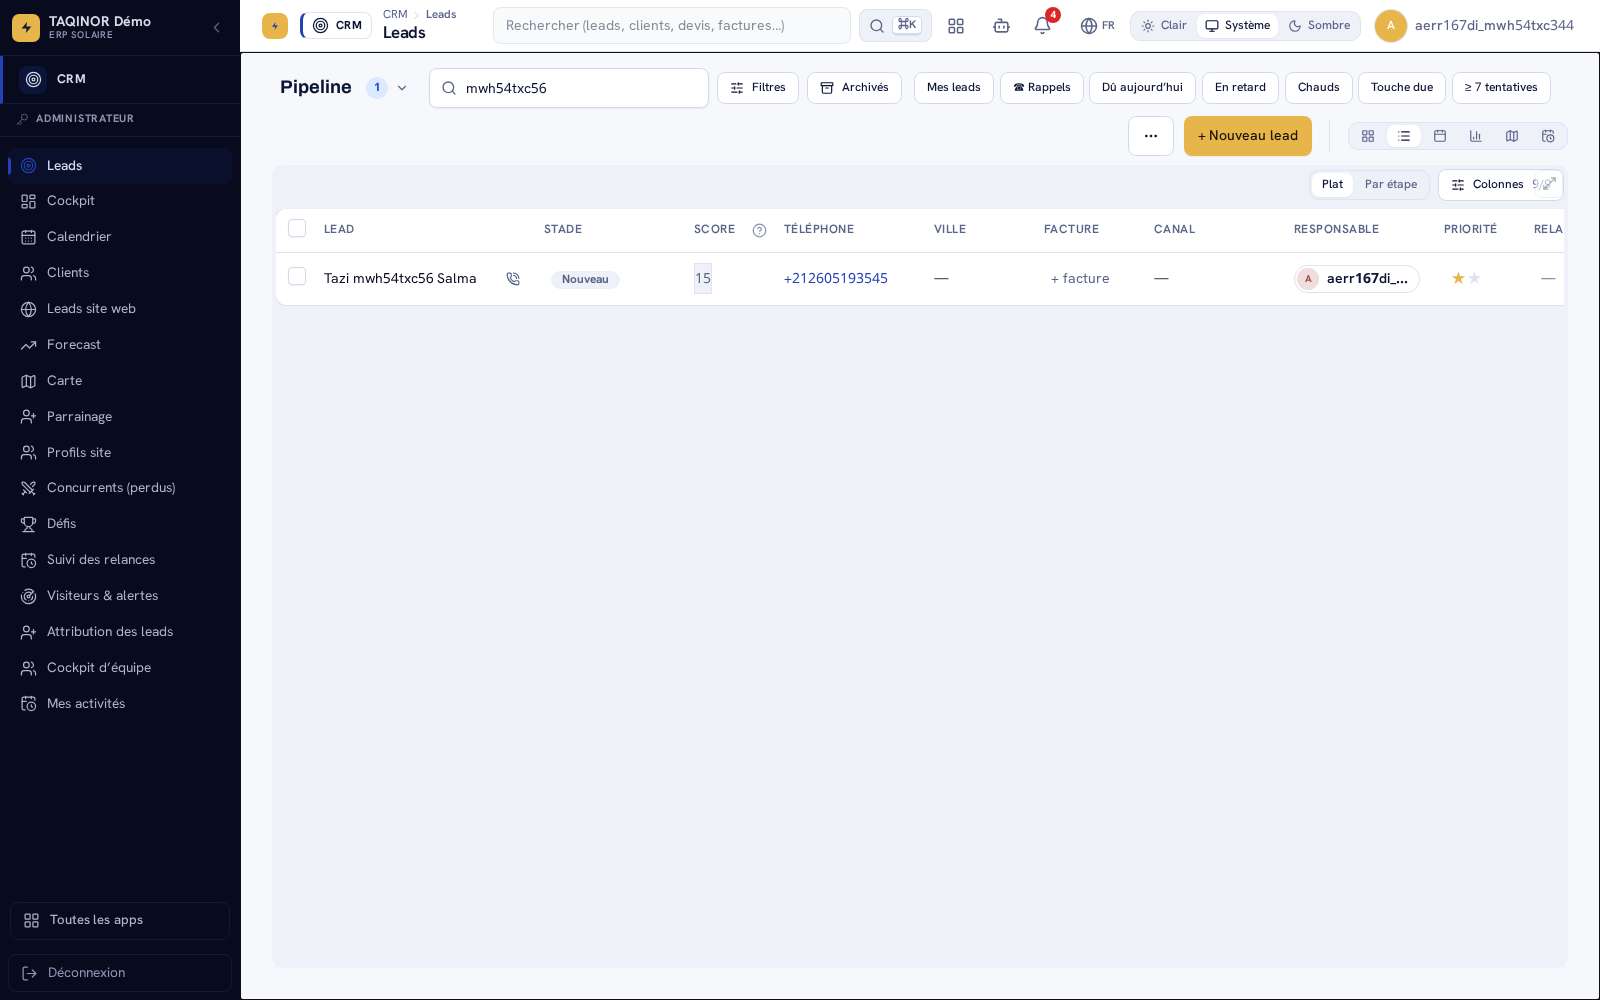 TAQINOR Démo
ERP SOLAIRE
CRM
ADMINISTRATEUR
Leads
Cockpit
Calendrier
Clients
Leads site web
Forecast
Carte
Parrainage
Profils site
Concurrents (perdus)
Défis
Suivi des relances
Visiteurs & alertes
Attribution des leads
Cockpit d’équipe
Mes activités
Toutes les apps
Déconnexion
CRM
CRM Leads
Leads
Rechercher (leads, clients, devis, factures...)
⌘K
4
FR
Clair
Système
Sombre
A
aerr167di_mwh54txc344
Pipeline 1
mwh54txc56
Filtres
Archivés
Mes leads
☎ Rappels
Dû aujourd’hui
En retard
Chauds
Touche due
≥ 7 tentatives
+ Nouveau lead
Plat
Par étape
Colonnes
LEAD STADE SCORE TÉLÉPHONE VILLE FACTURE CANAL RESPONSABLE PRIORITÉ RELA
Tazi mwh54txc56 Salma Nouveau 15 +212605193545 — + facture — A aerr167di_... ★★ —